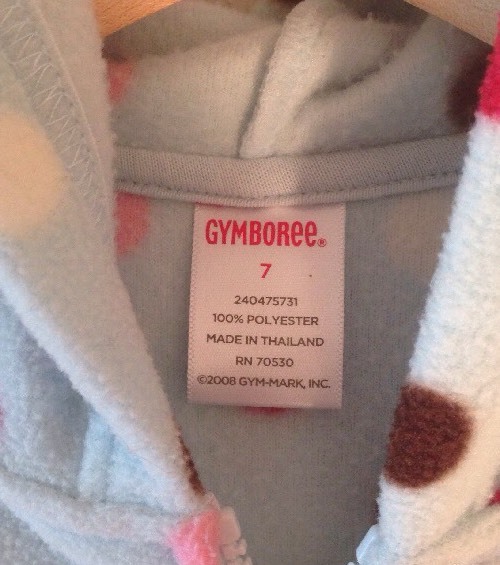 GYMBORee®
7
240475731
100% POLYESTER
MADE IN THAILAND
RN 70530
©2008 GYM-MARK, INC.